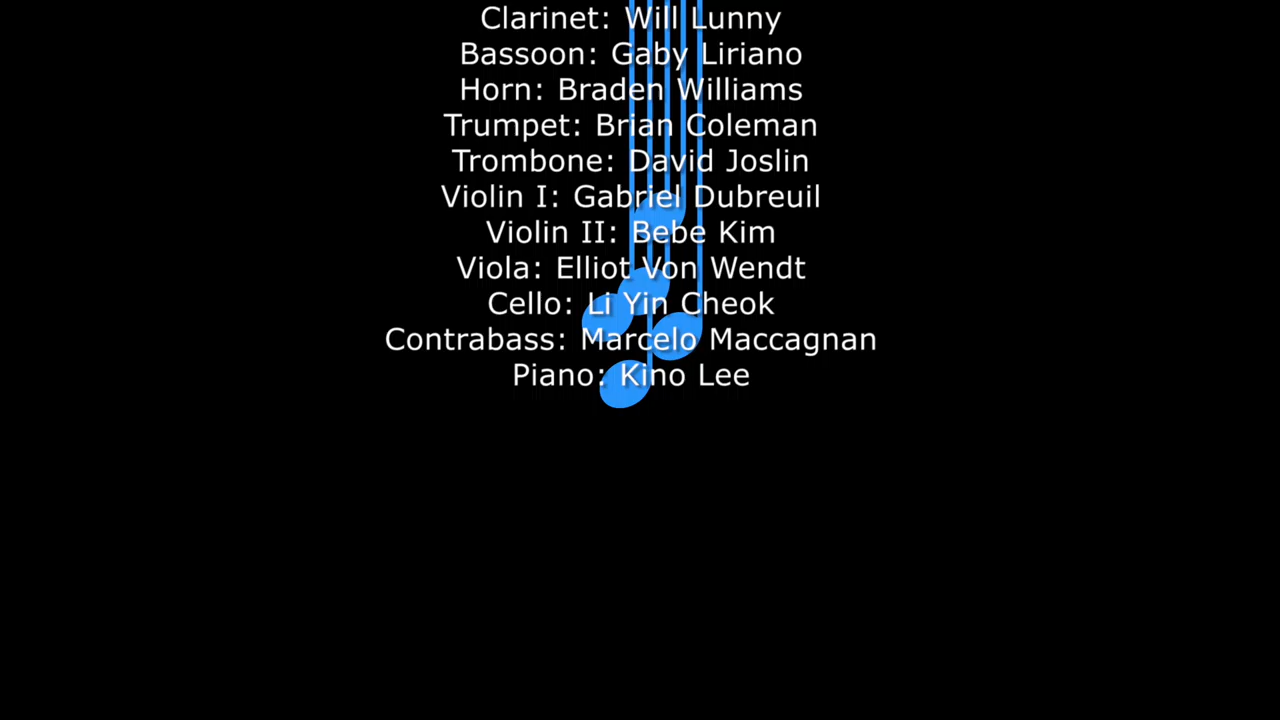 Clarinet: Will Lunny
Bassoon: Gaby Liriano
Horn: Braden Williams
Trumpet: Brian Coleman
Trombone: David Joslin
Violin I: Gabriel Dubreuil
Violin II: Bebe Kim
Viola: Elliot Von Wendt
Cello: Li Yin Cheok
Contrabass: Marcelo Maccagnan
Piano: Kino Lee